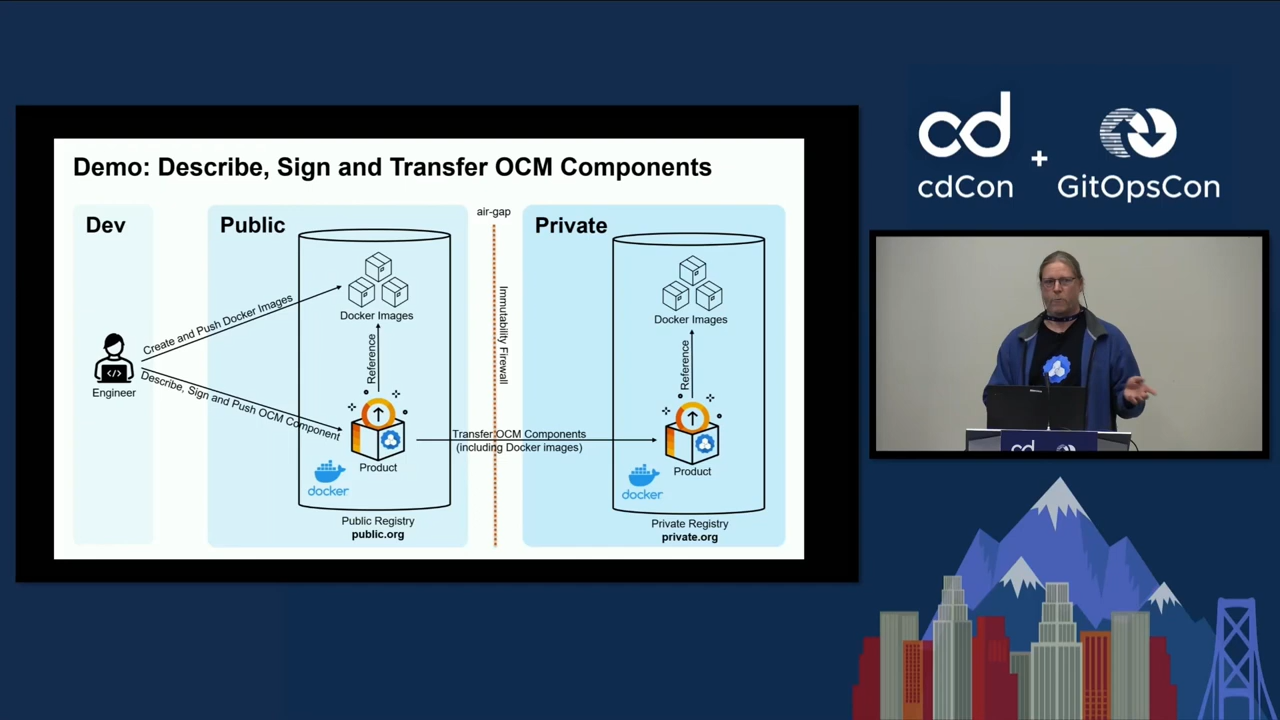 Demo: Describe, Sign and Transfer OCM Components
Dev
Public
air-gap
Private
Create and Push Docker Images
Docker Images
Docker Images
Immutability Firewall
Reference
Reference
</>
Engineer
Describe, Sign and Push OCM Component
Transfer OCM Components
(including Docker images)
Product
Product
docker
docker
Public Registry
public.org
Private Registry
private.org
cd
cdCon
+
GitOpsCon
cd